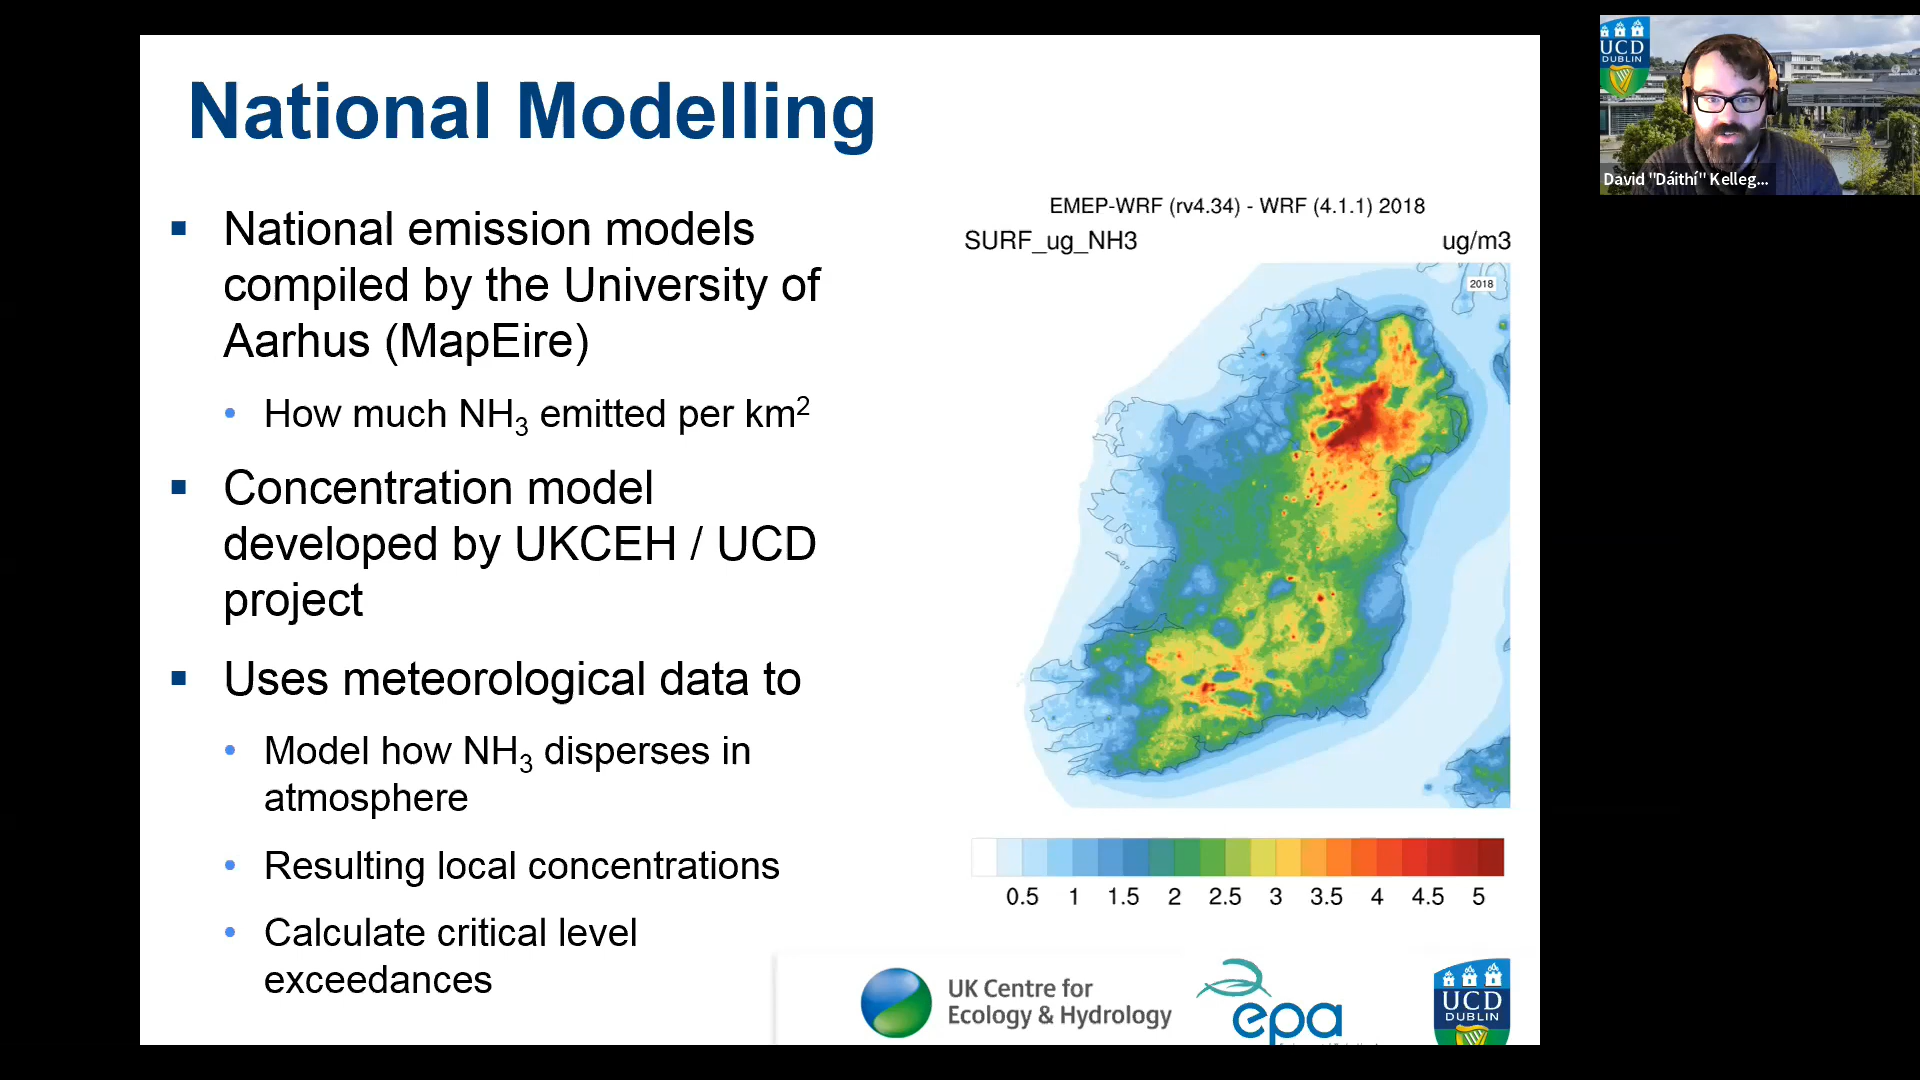 National Modelling
National emission models
compiled by the University of
Aarhus (MapEire)
How much NH3 emitted per km2
Concentration model
developed by UKCEH / UCD
project
Uses meteorological data to
Model how NH3 disperses in
atmosphere
Resulting local concentrations
Calculate critical level
exceedances
EMEP-WRF (rv4.34) - WRF (4.1.1) 2018
SURF_ug_NH3 ug/m3
2018
0.5 1 1.5 2 2.5 3 3.5 4 4.5 5
UK Centre for
Ecology & Hydrology
epa
UCD
DUBLIN
UCD
DUBLIN
David "Dáithí" Kelleg...